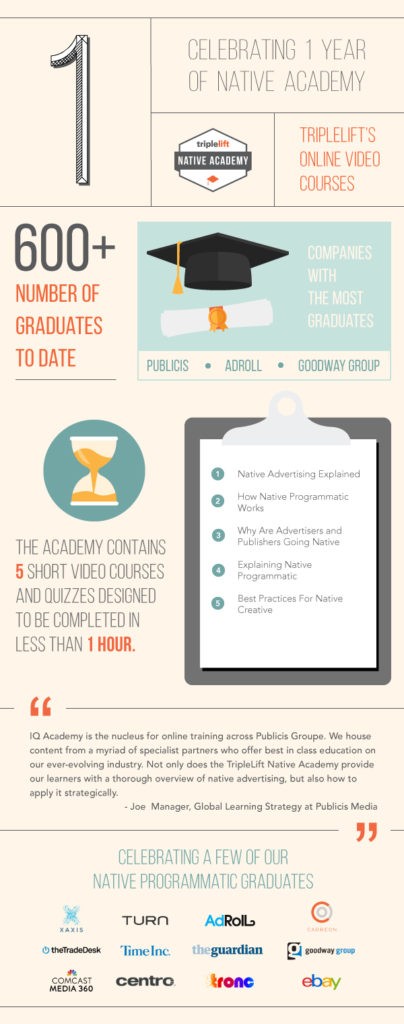 1
CELEBRATING 1 YEAR
OF NATIVE ACADEMY
triplelift
NATIVE ACADEMY
TRIPLELIFT'S
ONLINE VIDEO
COURSES
600+
NUMBER OF
GRADUATES
TO DATE
COMPANIES
WITH
THE MOST
GRADUATES
PUBLICIS • ADROLL • GOODWAY GROUP
THE ACADEMY CONTAINS
5 SHORT VIDEO COURSES
AND QUIZZES DESIGNED
TO BE COMPLETED IN
LESS THAN 1 HOUR.
1 Native Advertising Explained
2 How Native Programmatic
Works
3 Why Are Advertisers and
Publishers Going Native
4 Explaining Native
Programmatic
5 Best Practices For Native
Creative
“
IQ Academy is the nucleus for online training across Publicis Groupe. We house
content from a myriad of specialist partners who offer best in class education on
our ever-evolving industry. Not only does the TripleLift Native Academy provide
our learners with a thorough overview of native advertising, but also how to
apply it strategically.
- Joe Manager, Global Learning Strategy at Publicis Media
”
CELEBRATING A FEW OF OUR
NATIVE PROGRAMMATIC GRADUATES
XAXIS TURN AdRoll CADREON
theTradeDesk Time Inc. theguardian goodway group
COMCAST
MEDIA 360 centro tronc ebay